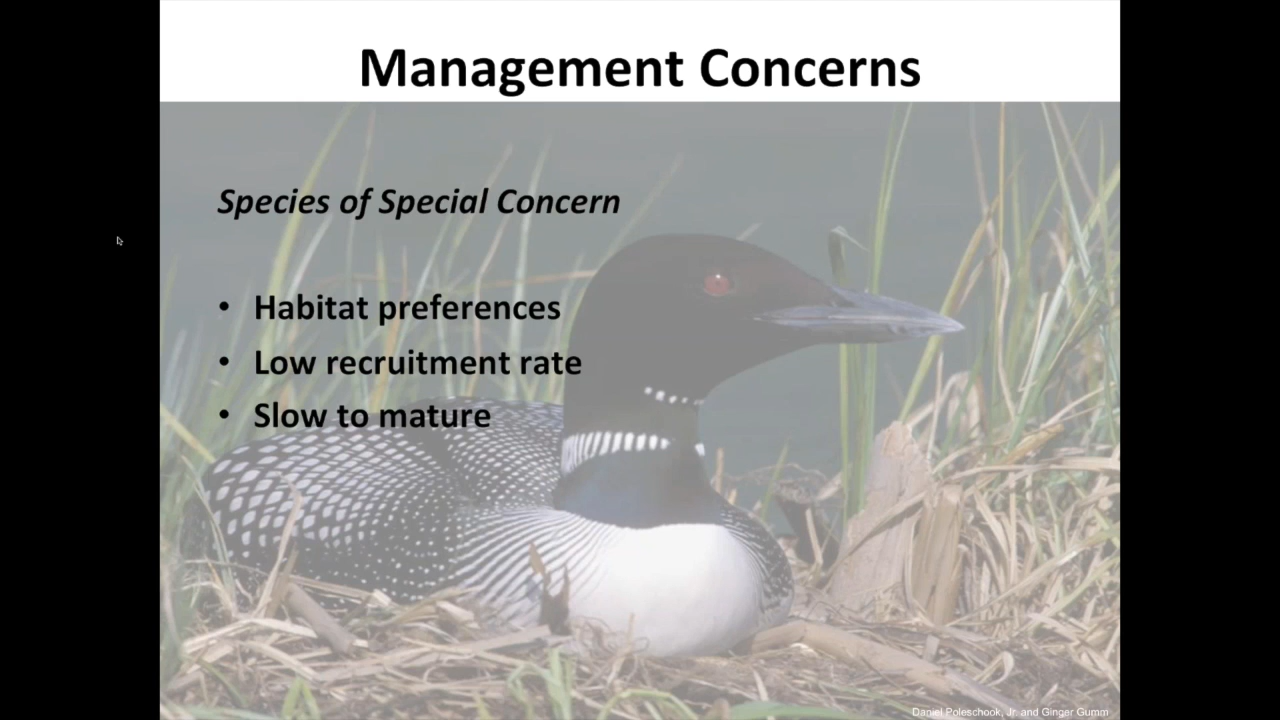 Management Concerns
Species of Special Concern
• Habitat preferences
• Low recruitment rate
• Slow to mature
Daniel Poleschook, Jr. and Ginger Gumm